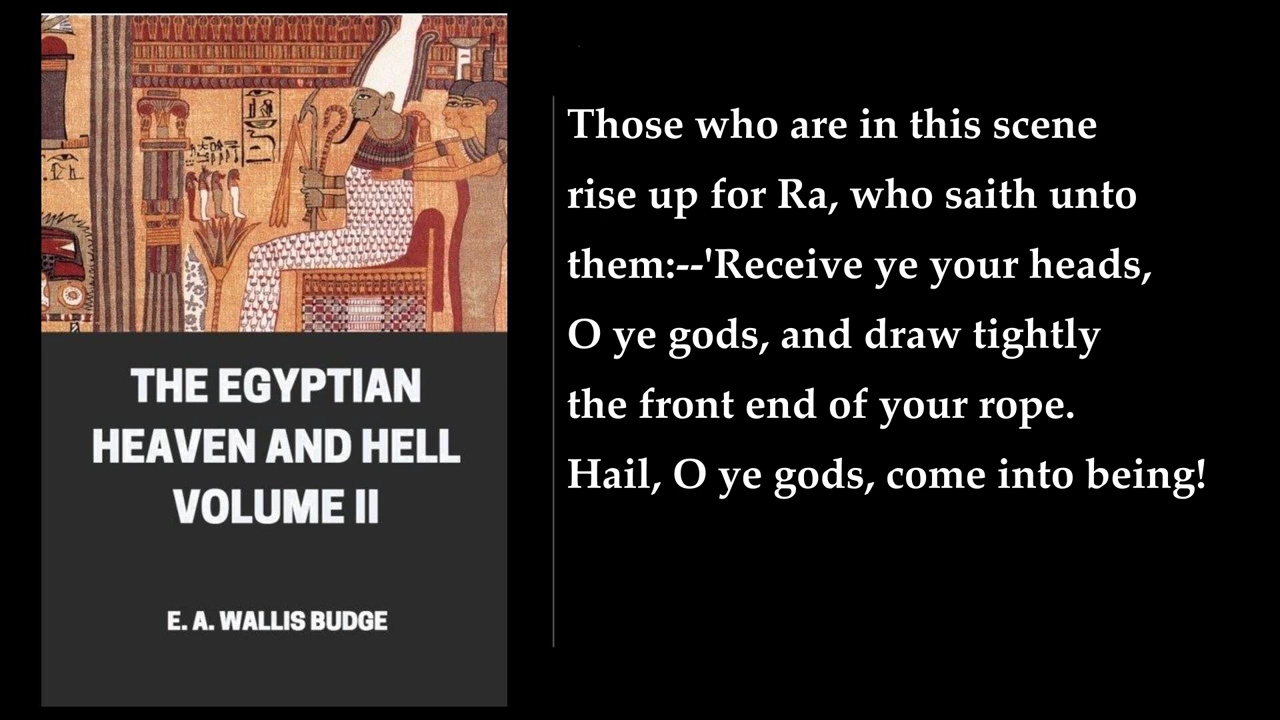 THE EGYPTIAN
HEAVEN AND HELL
VOLUME II
E. A. WALLIS BUDGE
Those who are in this scene
rise up for Ra, who saith unto
them:--'Receive ye your heads,
O ye gods, and draw tightly
the front end of your rope.
Hail, O ye gods, come into being!